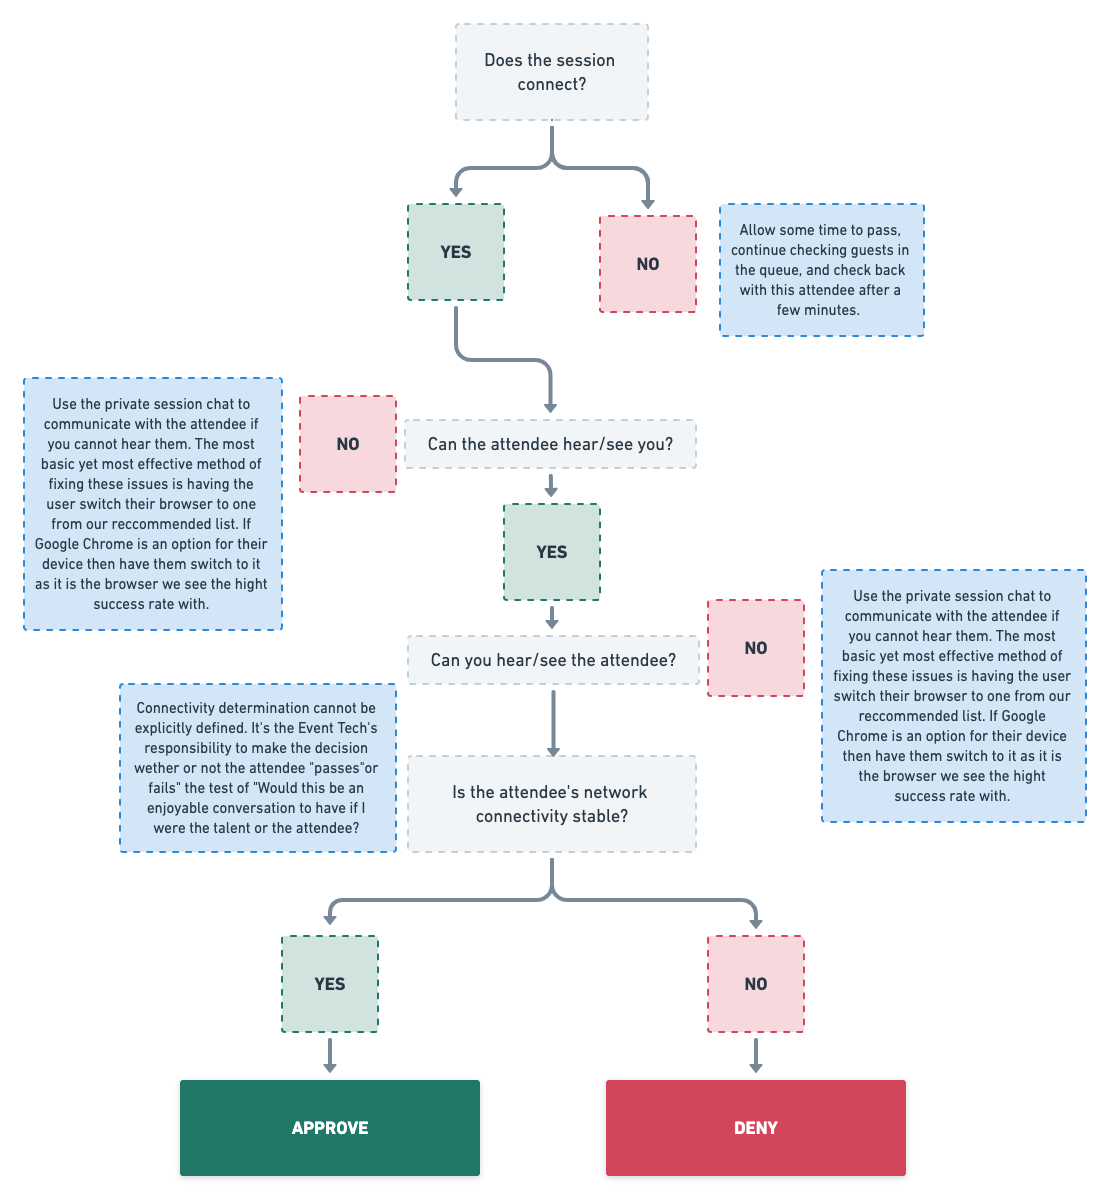 Does the session
connect?
YES
NO
Allow some time to pass,
continue checking guests in
the queue, and check back
with this attendee after a
few minutes.
Use the private session chat to
communicate with the attendee if
you cannot hear them. The most
basic yet most effective method of
fixing these issues is having the
user switch their browser to one
from our reccommended list. If
Google Chrome is an option for their
device then have them switch to it
as it is the browser we see the hight
success rate with.
NO
Can the attendee hear/see you?
YES
Can you hear/see the attendee?
NO
Use the private session chat to
communicate with the attendee if
you cannot hear them. The most
basic yet most effective method of
fixing these issues is having the user
switch their browser to one from our
reccommended list. If Google
Chrome is an option for their device
then have them switch to it as it is
the browser we see the hight
success rate with.
Connectivity determination cannot be
explicitly defined. It's the Event Tech's
responsibility to make the decision
wether or not the attendee "passes"or
fails" the test of "Would this be an
enjoyable conversation to have if I
were the talent or the attendee?
Is the attendee's network
connectivity stable?
YES
NO
APPROVE
DENY